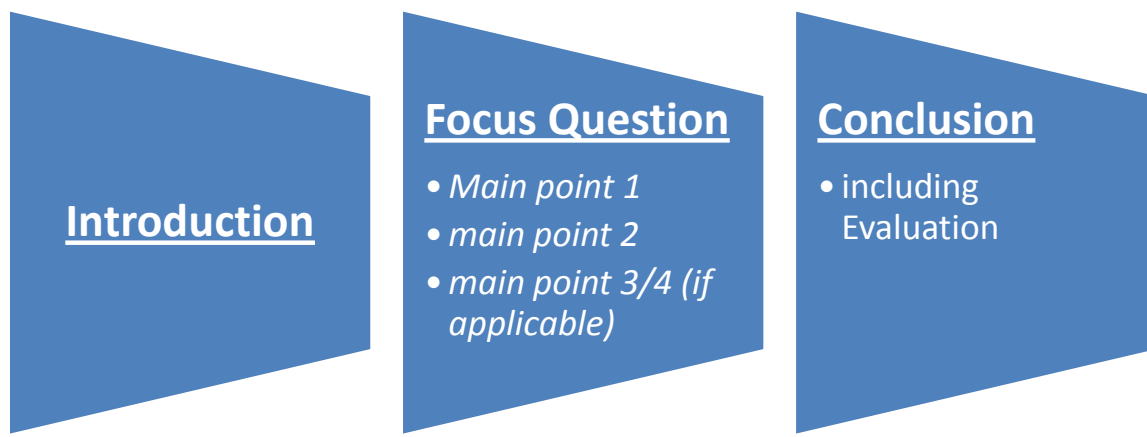 Introduction
Focus Question
• Main point 1
• main point 2
• main point 3/4 (if
applicable)
Conclusion
• including
Evaluation